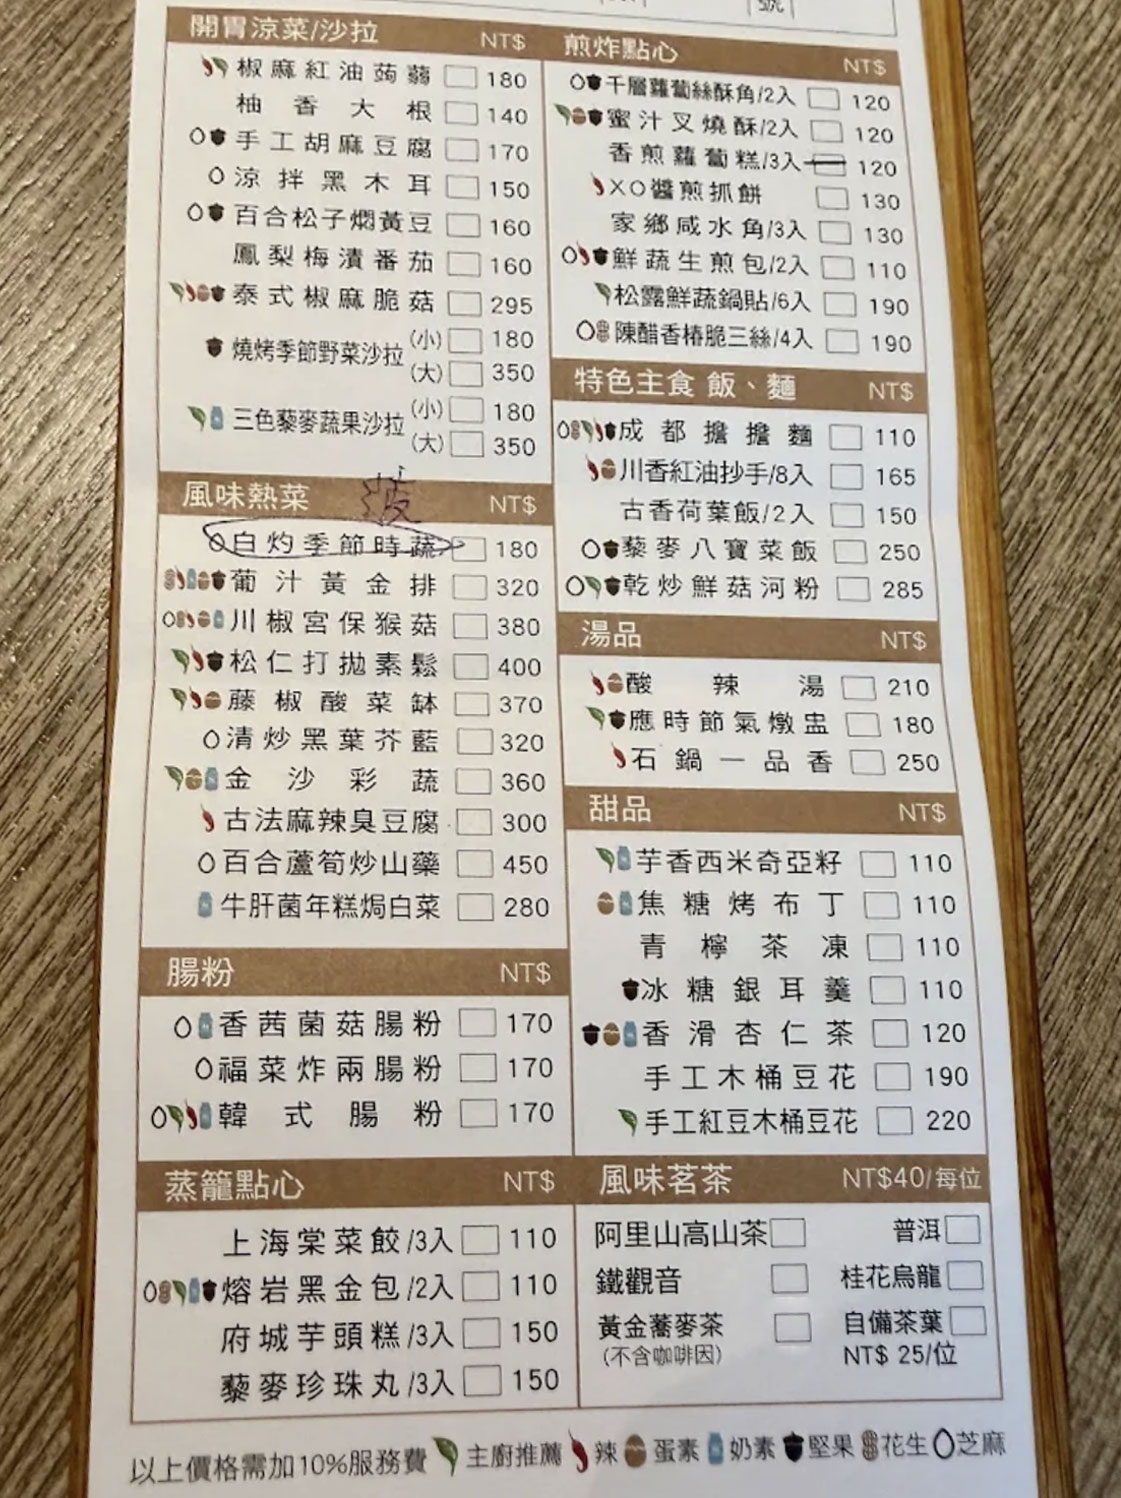 號
開胃涼菜/沙拉 NT$
椒麻紅油蒟蒻 180
柚香大根 140
手工胡麻豆腐 170
涼拌黑木耳 150
百合松子燜黃豆 160
鳳梨梅漬番茄 160
泰式椒麻脆菇 295
燒烤季節野菜沙拉 (小) 180
(大) 350
三色藜麥蔬果沙拉 (小) 180
(大) 350
風味熱菜 NT$
菠
白灼季節時蔬 180
葡汁黃金排 320
川椒宮保猴菇 380
松仁打拋素鬆 400
藤椒酸菜缽 370
清炒黑葉芥藍 320
金沙彩蔬 360
古法麻辣臭豆腐 300
百合蘆筍炒山藥 450
牛肝菌年糕焗白菜 280
腸粉 NT$
香茜菌菇腸粉 170
福菜炸兩腸粉 170
韓式腸粉 170
蒸籠點心 NT$
上海棠菜餃/3入 110
熔岩黑金包/2入 110
府城芋頭糕/3入 150
藜麥珍珠丸/3入 150
煎炸點心 NT$
千層蘿蔔絲酥角/2入 120
蜜汁叉燒酥/2入 120
香煎蘿蔔糕/3入 120
XO醬煎抓餅 130
家鄉咸水角/3入 130
鮮蔬生煎包/2入 110
松露鮮蔬鍋貼/6入 190
陳醋香椿脆三絲/4入 190
特色主食 飯、麵 NT$
成都擔擔麵 110
川香紅油抄手/8入 165
古香荷葉飯/2入 150
藜麥八寶菜飯 250
乾炒鮮菇河粉 285
湯品 NT$
酸辣湯 210
應時節氣燉盅 180
石鍋一品香 250
甜品 NT$
芋香西米奇亞籽 110
焦糖烤布丁 110
青檸茶凍 110
冰糖銀耳羹 110
香滑杏仁茶 120
手工木桶豆花 190
手工紅豆木桶豆花 220
風味茗茶 NT$40/每位
阿里山高山茶 普洱
鐵觀音 桂花烏龍
黃金蕎麥茶 自備茶葉
(不含咖啡因) NT$ 25/位
以上價格需加10%服務費 主廚推薦 辣 蛋素 奶素 堅果 花生 芝麻